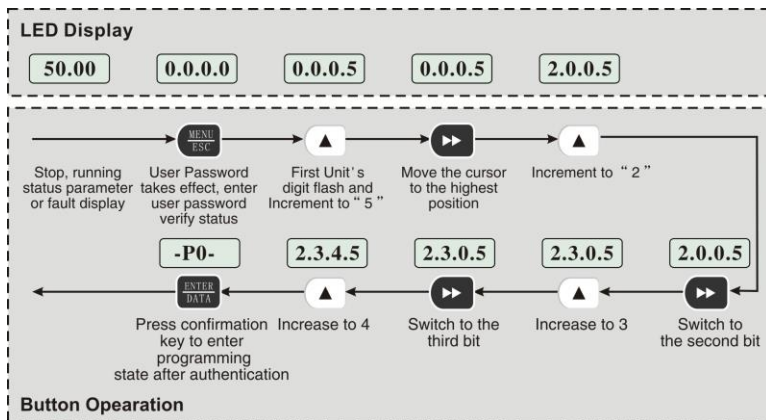 LED Display
50.00 0.0.0.0 0.0.0.5 0.0.0.5 2.0.0.5
MENU
ESC
▲
▶▶
▲
Stop, running
status parameter
or fault display
User Password
takes effect, enter
user password
verify status
First Unit's
digit flash and
Increment to "5"
Move the cursor
to the highest
position
Increment to "2"
-P0- 2.3.4.5 2.3.0.5 2.3.0.5 2.0.0.5
ENTER
DATA
▲
▶▶
▲
▶▶
Press confirmation
key to enter
programming
state after authentication
Increase to 4
Switch to the
third bit
Increase to 3
Switch to
the second bit
Button Opearation